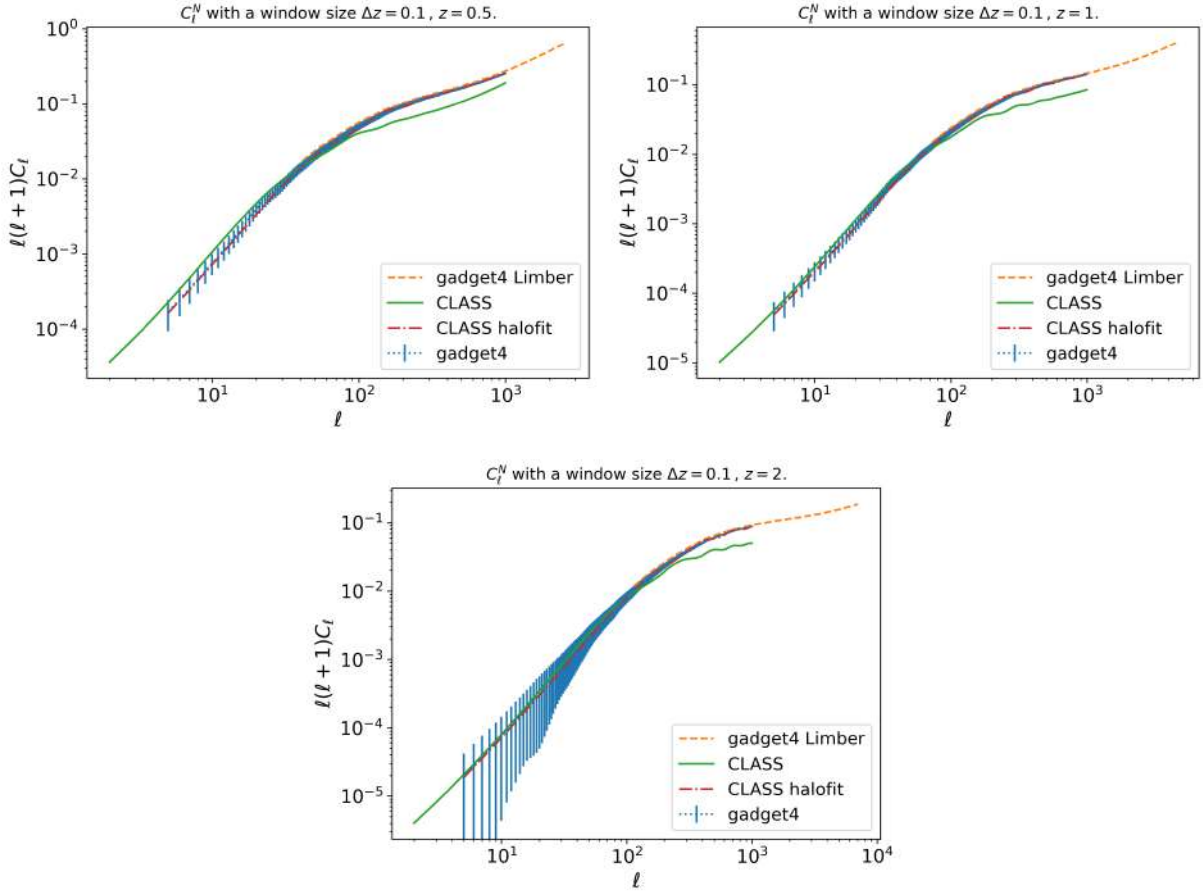 $C_\ell^N$ with a window size $\Delta z = 0.1$ , $z = 0.5$.
$10^0$
$10^{-1}$
$10^{-2}$
$10^{-3}$
$10^{-4}$
$\ell(\ell+1)C_\ell$
gadget4 Limber
CLASS
CLASS halofit
gadget4
$10^1$ $10^2$ $10^3$
$\ell$
$C_\ell^N$ with a window size $\Delta z = 0.1$ , $z = 1$.
$10^{-1}$
$10^{-2}$
$10^{-3}$
$10^{-4}$
$10^{-5}$
$\ell(\ell+1)C_\ell$
gadget4 Limber
CLASS
CLASS halofit
gadget4
$10^1$ $10^2$ $10^3$
$\ell$
$C_\ell^N$ with a window size $\Delta z = 0.1$ , $z = 2$.
$10^{-1}$
$10^{-2}$
$10^{-3}$
$10^{-4}$
$10^{-5}$
$\ell(\ell+1)C_\ell$
gadget4 Limber
CLASS
CLASS halofit
gadget4
$10^1$ $10^2$ $10^3$ $10^4$
$\ell$